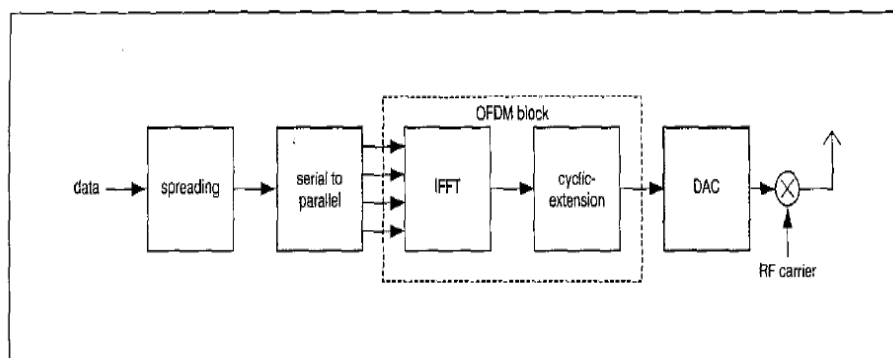 OFDM block
data
spreading
serial to
parallel
IFFT
cyclic-
extension
DAC
RF carrier